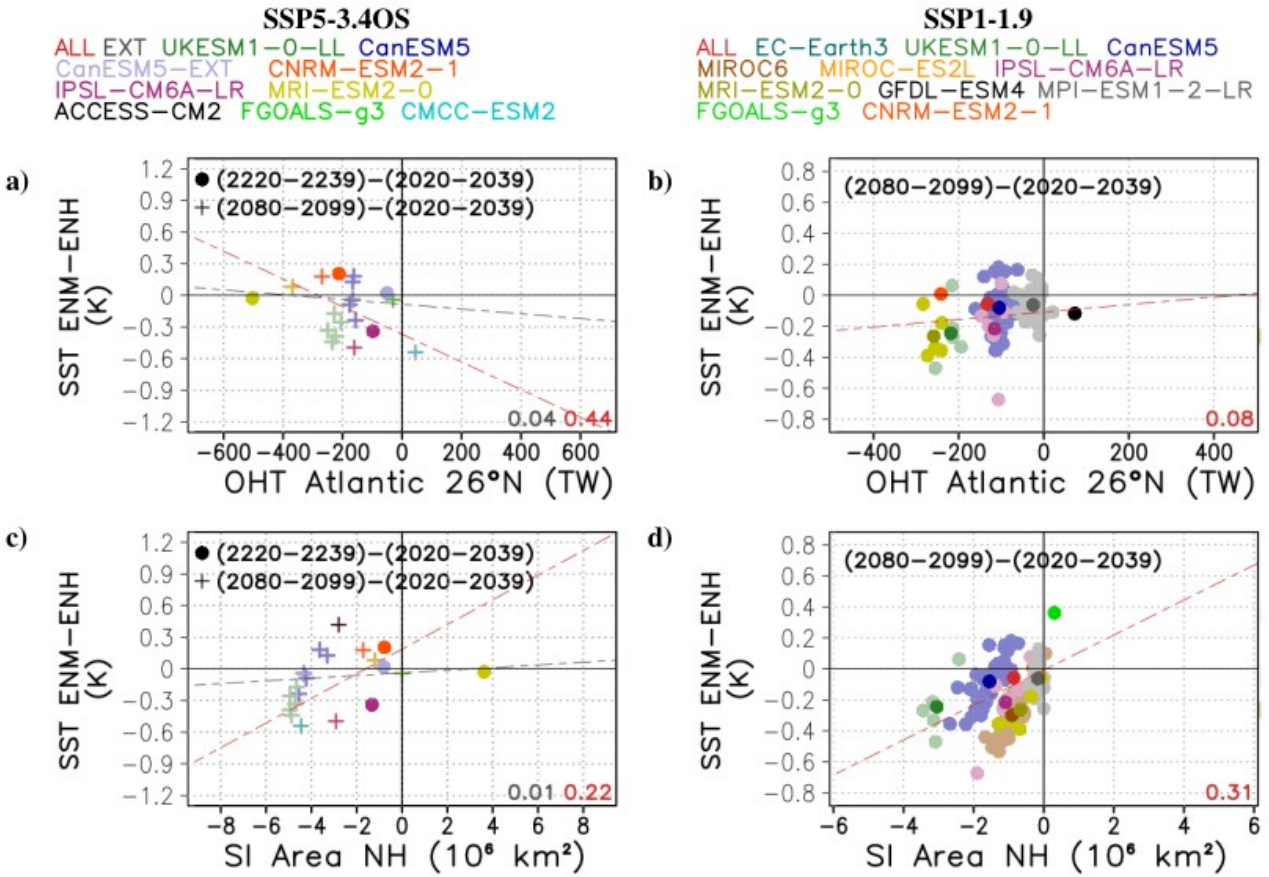 SSP5-3.4OS
ALL EXT UKESM1-0-LL CanESM5
CanESM5-EXT CNRM-ESM2-1
IPSL-CM6A-LR MRI-ESM2-0
ACCESS-CM2 FGOALS-g3 CMCC-ESM2
SSP1-1.9
ALL EC-Earth3 UKESM1-0-LL CanESM5
MIROC6 MIROC-ES2L IPSL-CM6A-LR
MRI-ESM2-0 GFDL-ESM4 MPI-ESM1-2-LR
FGOALS-g3 CNRM-ESM2-1
a)
SST ENM-ENH
(K)
1.2
0.9
0.6
0.3
0
-0.3
-0.6
-0.9
-1.2
(2220-2239)-(2020-2039)
(2080-2099)-(2020-2039)
0.04 0.44
-600 -400 -200 0 200 400 600
OHT Atlantic 26°N (TW)
b)
SST ENM-ENH
(K)
0.8
0.6
0.4
0.2
0
-0.2
-0.4
-0.6
-0.8
(2080-2099)-(2020-2039)
0.08
-400 -200 0 200 400
OHT Atlantic 26°N (TW)
c)
SST ENM-ENH
(K)
1.2
0.9
0.6
0.3
0
-0.3
-0.6
-0.9
-1.2
(2220-2239)-(2020-2039)
(2080-2099)-(2020-2039)
0.01 0.22
-8 -6 -4 -2 0 2 4 6 8
SI Area NH (10⁶ km²)
d)
SST ENM-ENH
(K)
0.8
0.6
0.4
0.2
0
-0.2
-0.4
-0.6
-0.8
(2080-2099)-(2020-2039)
0.31
-6 -4 -2 0 2 4 6
SI Area NH (10⁶ km²)